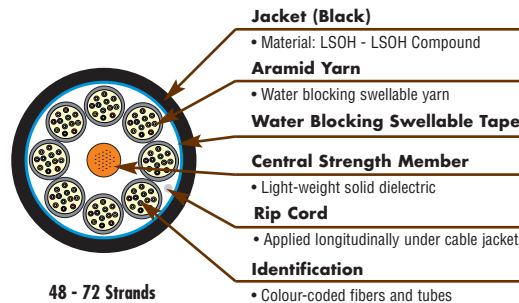 Jacket (Black)
• Material: LSOH - LSOH Compound
Aramid Yarn
• Water blocking swellable yarn
Water Blocking Swellable Tape
Central Strength Member
• Light-weight solid dielectric
Rip Cord
• Applied longitudinally under cable jacket
Identification
• Colour-coded fibers and tubes
48 - 72 Strands